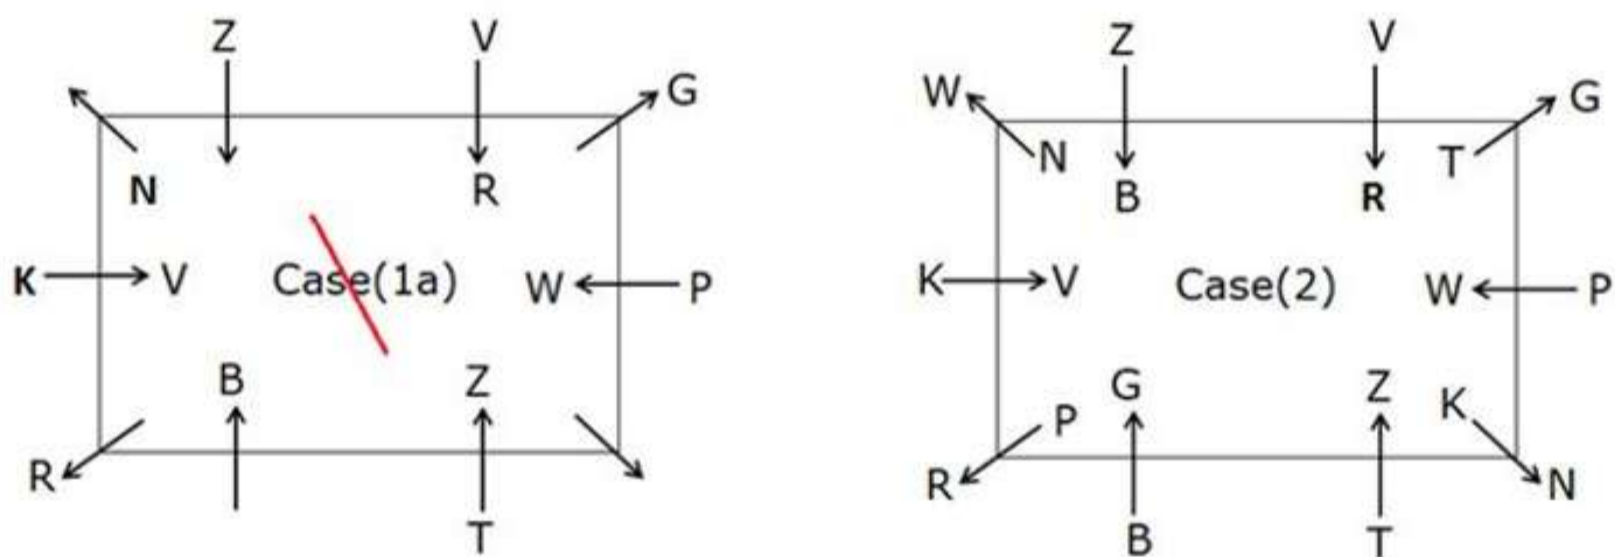 Z V
G
N
R
K V Case(1a) W P
B Z
R
T
Z V
W G
N T
B R
K V Case(2) W P
G Z K
P
R N
B T